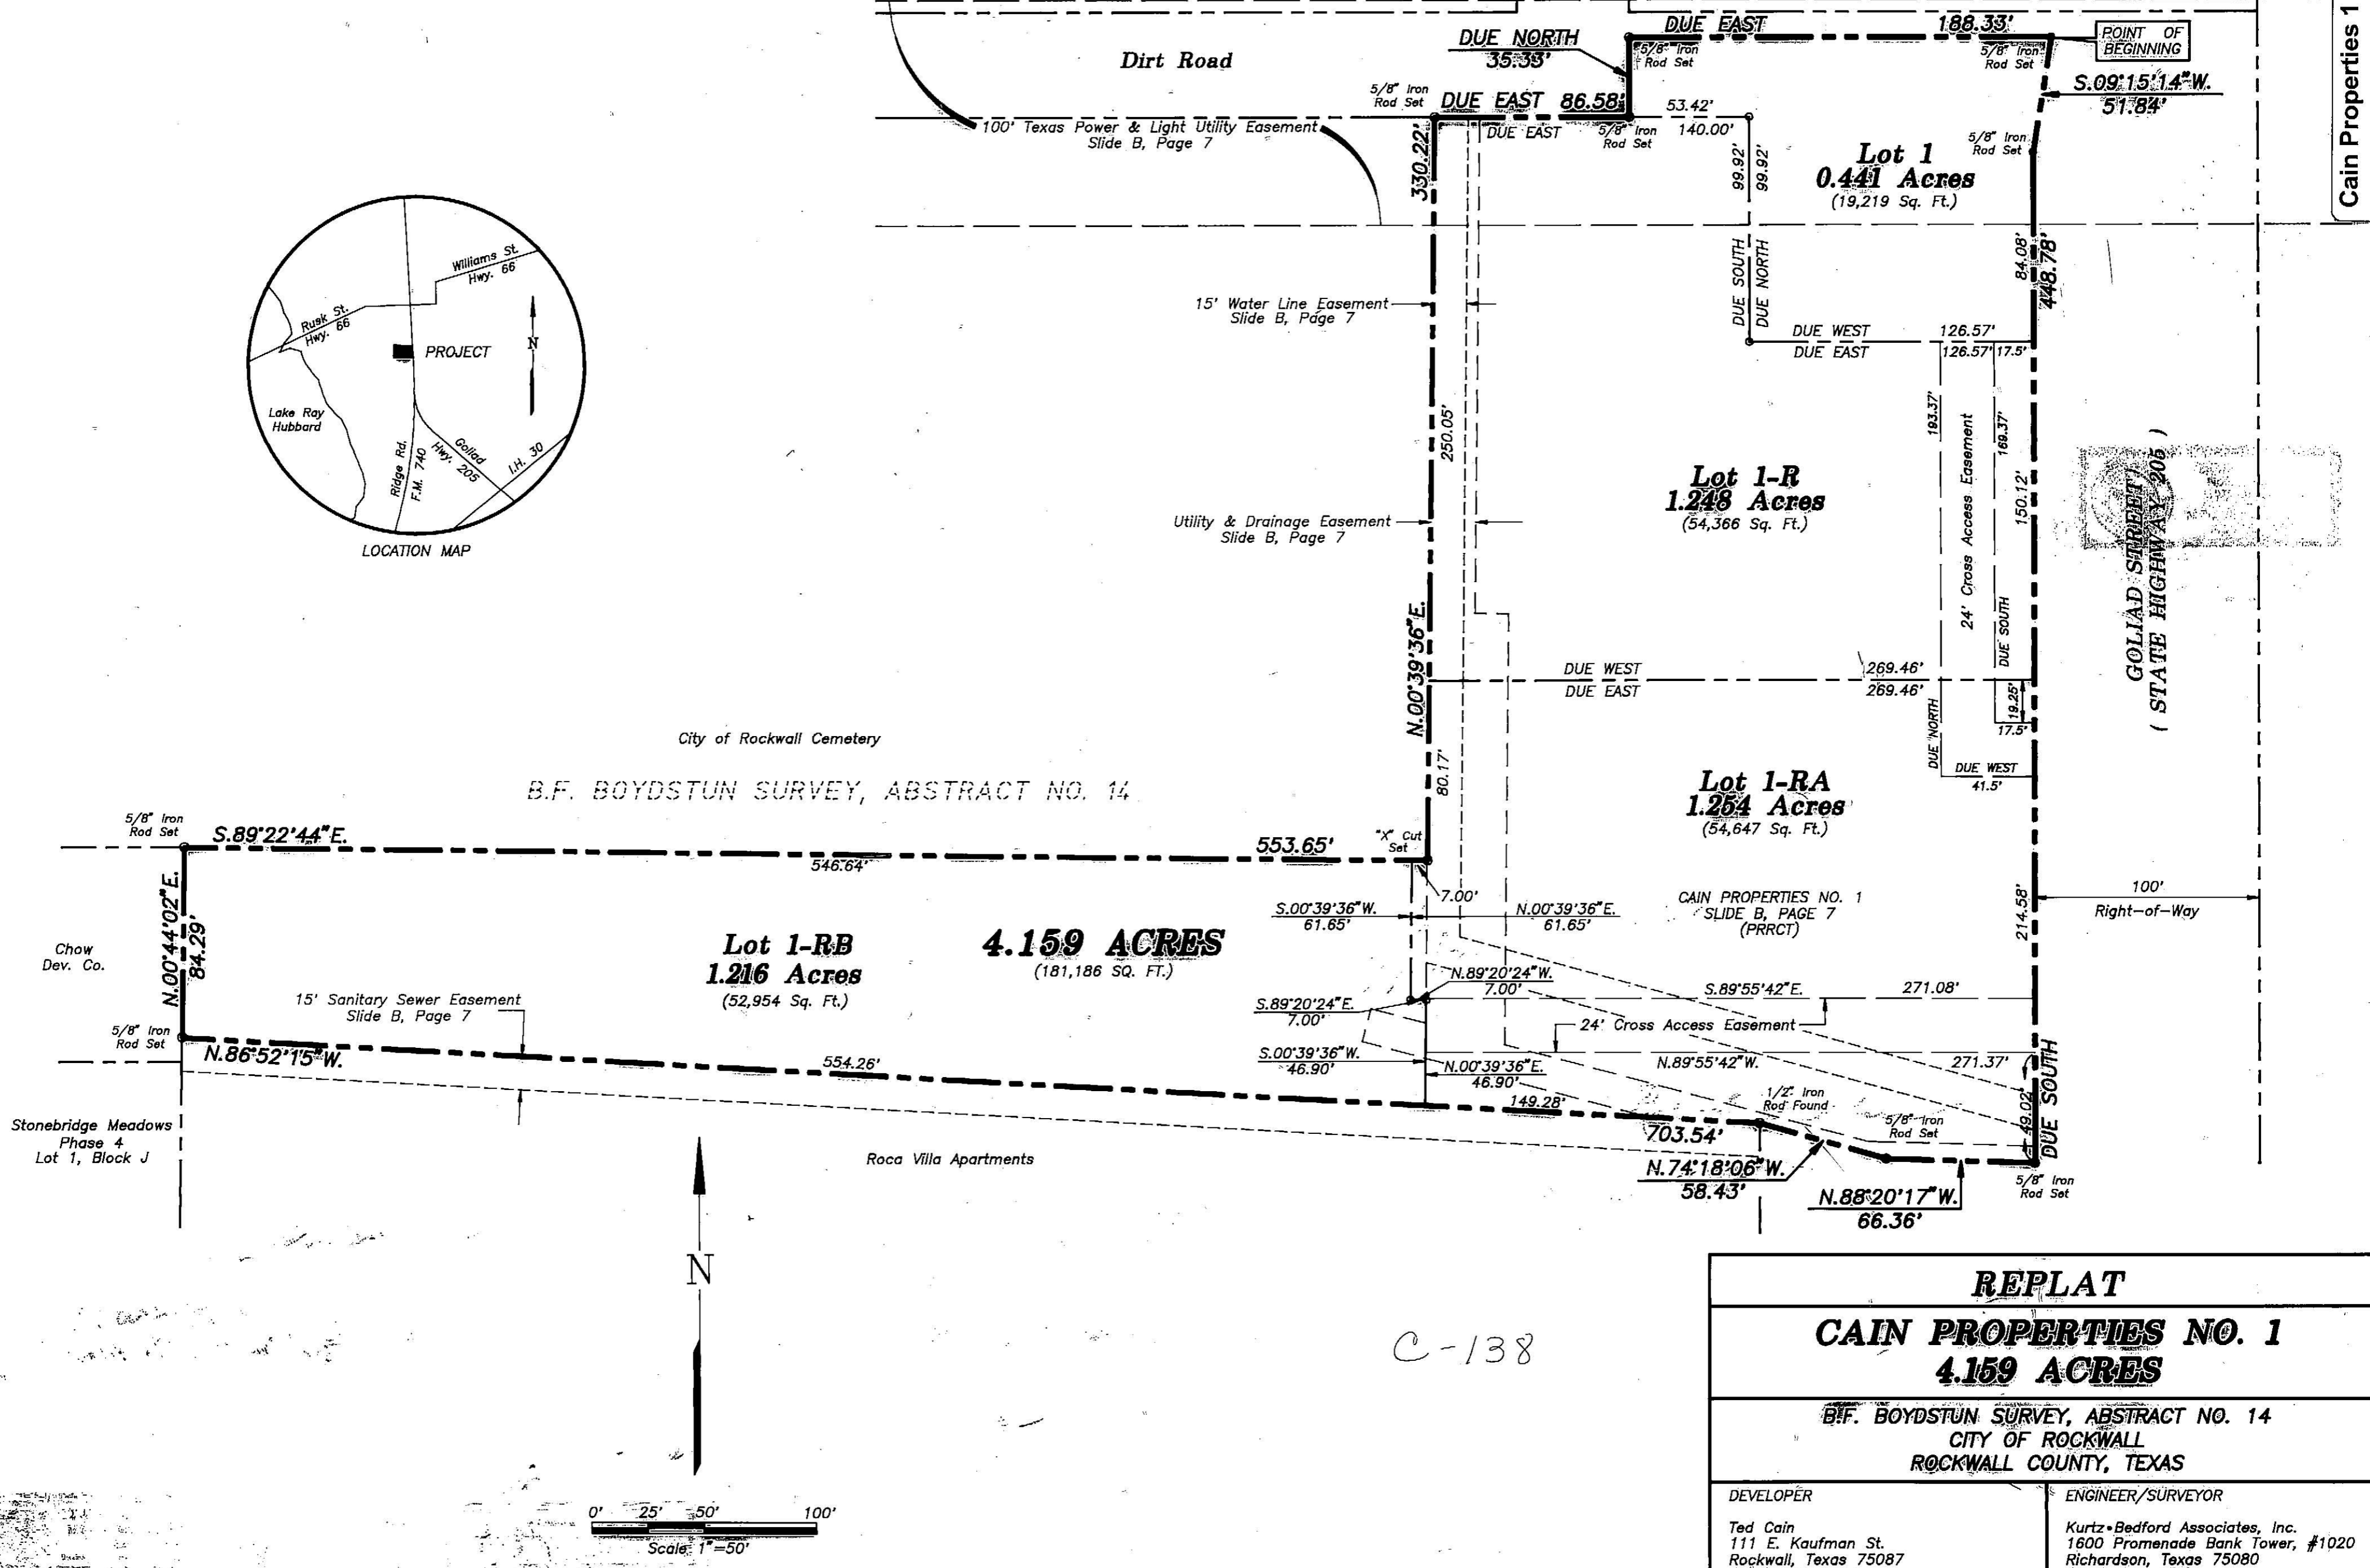 Cain Properties 1
DUE EAST 188.33'
POINT OF
BEGINNING
DUE NORTH
35.33'
5/8" Iron
Rod Set
5/8" Iron
Rod Set
S.09°15'14"W.
51.84'
Dirt Road
5/8" Iron
Rod Set
DUE EAST 86.58'
53.42'
DUE EAST
5/8" Iron
Rod Set
140.00'
100' Texas Power & Light Utility Easement
Slide B, Page 7
5/8" Iron
Rod Set
330.22'
99.92'
99.92'
Lot 1
0.441 Acres
(19,219 Sq. Ft.)
DUE SOUTH
DUE NORTH
84.08'
448.78'
Williams St.
Hwy. 66
Rusk St.
Hwy. 66
PROJECT
N
Lake Ray
Hubbard
Ridge Rd.
F.M. 740
Goliad
Hwy. 205
I.H. 30
LOCATION MAP
15' Water Line Easement
Slide B, Page 7
DUE WEST 126.57'
DUE EAST 126.57' 17.5'
250.05'
193.37'
24' Cross Access Easement
169.37'
150.12'
Lot 1-R
1.248 Acres
(54,366 Sq. Ft.)
Utility & Drainage Easement
Slide B, Page 7
GOLIAD STREET
( STATE HIGHWAY 205 )
N.00°39'36"E.
DUE SOUTH
DUE WEST 269.46'
DUE EAST 269.46'
19.25'
17.5'
DUE NORTH
DUE WEST
41.5'
City of Rockwall Cemetery
B.F. BOYDSTUN SURVEY, ABSTRACT NO. 14
80.17'
Lot 1-RA
1.254 Acres
(54,647 Sq. Ft.)
5/8" Iron
Rod Set
S.89°22'44"E.
553.65'
"X" Cut
Set
546.64'
N.00°44'02"E.
84.29'
7.00'
S.00°39'36"W.
61.65'
N.00°39'36"E.
61.65'
CAIN PROPERTIES NO. 1
SLIDE B, PAGE 7
(PRRCT)
214.58'
100'
Right-of-Way
Chow
Dev. Co.
Lot 1-RB
1.216 Acres
(52,954 Sq. Ft.)
4.159 ACRES
(181,186 SQ. FT.)
N.89°20'24"W.
7.00'
S.89°55'42"E. 271.08'
15' Sanitary Sewer Easement
Slide B, Page 7
S.89°20'24"E.
7.00'
24' Cross Access Easement
5/8" Iron
Rod Set
N.86°52'15"W.
554.26'
S.00°39'36"W.
46.90'
N.00°39'36"E.
46.90'
N.89°55'42"W. 271.37'
DUE SOUTH
149.28'
1/2" Iron
Rod Found
49.02'
5/8" Iron
Rod Set
Stonebridge Meadows
Phase 4
Lot 1, Block J
Roca Villa Apartments
703.54'
N.74°18'06"W.
58.43'
N.88°20'17"W.
66.36'
5/8" Iron
Rod Set
N
C-138
0' 25' 50' 100'
Scale: 1"=50'
REPLAT
CAIN PROPERTIES NO. 1
4.159 ACRES
B.F. BOYDSTUN SURVEY, ABSTRACT NO. 14
CITY OF ROCKWALL
ROCKWALL COUNTY, TEXAS
DEVELOPER
Ted Cain
111 E. Kaufman St.
Rockwall, Texas 75087
ENGINEER/SURVEYOR
Kurtz•Bedford Associates, Inc.
1600 Promenade Bank Tower, #1020
Richardson, Texas 75080